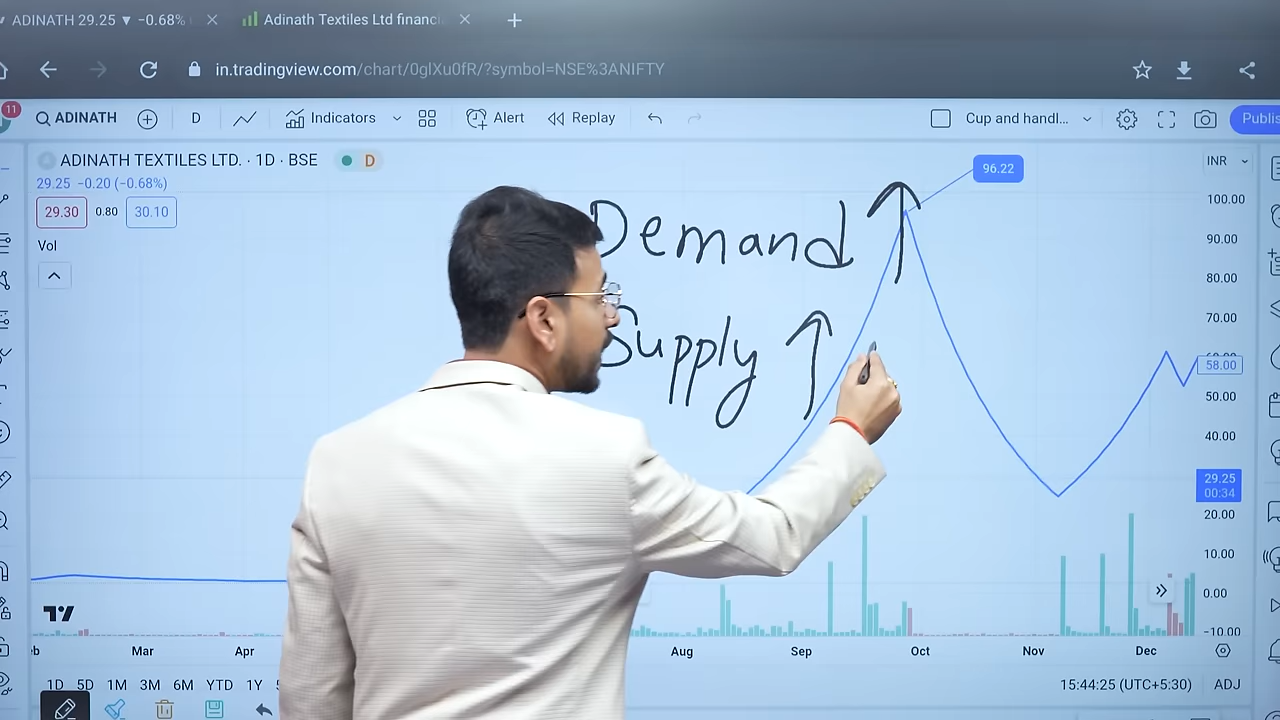 ADINATH 29.25 ▼ −0.68%
Adinath Textiles Ltd financi
in.tradingview.com/chart/0glXu0fR/?symbol=NSE%3ANIFTY
11
ADINATH
D
Indicators
Alert
Replay
Cup and handl...
Publis
ADINATH TEXTILES LTD. · 1D · BSE
D
INR
29.25 −0.20 (−0.68%)
29.30 0.80 30.10
Vol
96.22
Demand ↑
Supply ↑
100.00
90.00
80.00
70.00
58.00
50.00
40.00
29.25
00:34
20.00
10.00
0.00
−10.00
Mar
Apr
Aug
Sep
Oct
Nov
Dec
1D 5D 1M 3M 6M YTD 1Y
15:44:25 (UTC+5:30)
ADJ